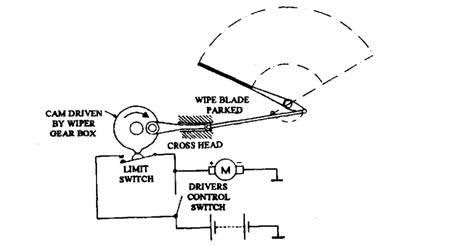 WIPE BLADE
PARKED
CAM DRIVEN
BY WIPER
GEAR BOX
CROSS HEAD
LIMIT
SWITCH
+ M -
DRIVERS
CONTROL
SWITCH